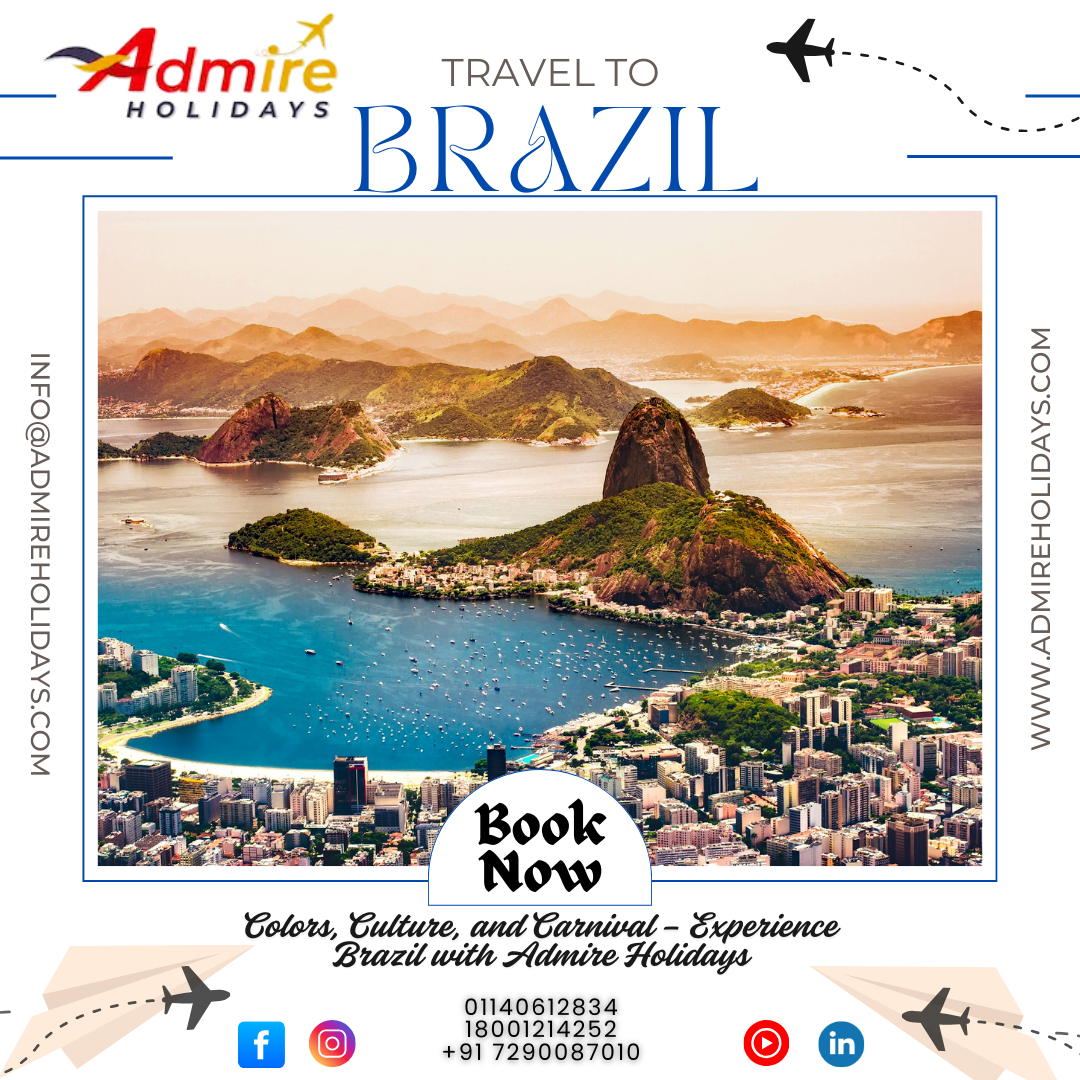 Admire
HOLIDAYS
TRAVEL TO
BRAZIL
INFO@ADMIREHOLIDAYS.COM
WWW.ADMIREHOLIDAYS.COM
Book
Now
Colors, Culture, and Carnival – Experience
Brazil with Admire Holidays
01140612834
18001214252
+91 7290087010
f
in